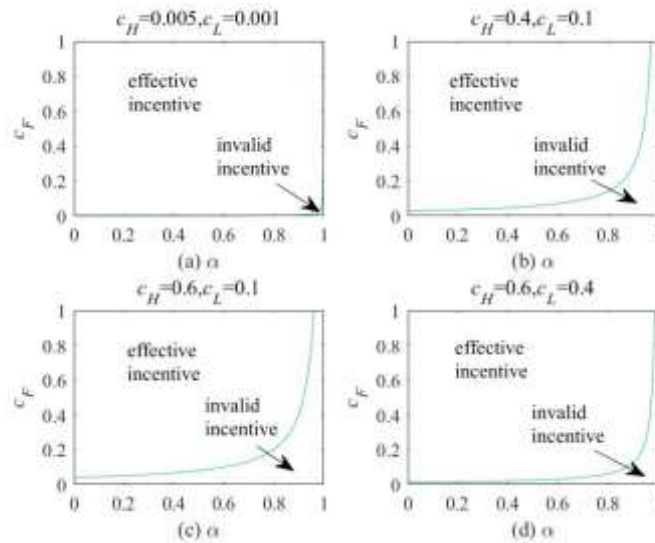 c_H=0.005,c_L=0.001
1
0.8
0.6
0.4
0.2
0
c_F
effective
incentive
invalid
incentive
0 0.2 0.4 0.6 0.8 1
(a) α
c_H=0.4,c_L=0.1
1
0.8
0.6
0.4
0.2
0
c_F
effective
incentive
invalid
incentive
0 0.2 0.4 0.6 0.8
(b) α
c_H=0.6,c_L=0.1
1
0.8
0.6
0.4
0.2
0
c_F
effective
incentive
invalid
incentive
0 0.2 0.4 0.6 0.8 1
(c) α
c_H=0.6,c_L=0.4
1
0.8
0.6
0.4
0.2
0
c_F
effective
incentive
invalid
incentive
0 0.2 0.4 0.6 0.8
(d) α